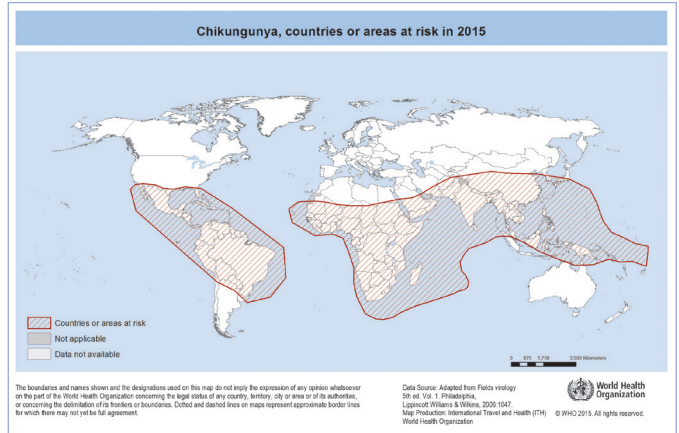 Chikungunya, countries or areas at risk in 2015
Countries or areas at risk
Not applicable
Data not available
0 875 1,750 3,500 Kilometers
The boundaries and names shown and the designations used on this map do not imply the expression of any opinion whatsoever
on the part of the World Health Organization concerning the legal status of any country, territory, city or area or of its authorities,
or concerning the delimitation of its frontiers or boundaries. Dotted and dashed lines on maps represent approximate border lines
for which there may not yet be full agreement.
Data Source: Adapted from Fields virology
5th ed. Vol. 1. Philadelphia,
Lippincott Williams & Wilkins, 2006:1047.
Map Production: International Travel and Health (ITH)
World Health Organization
World Health
Organization
© WHO 2015. All rights reserved.